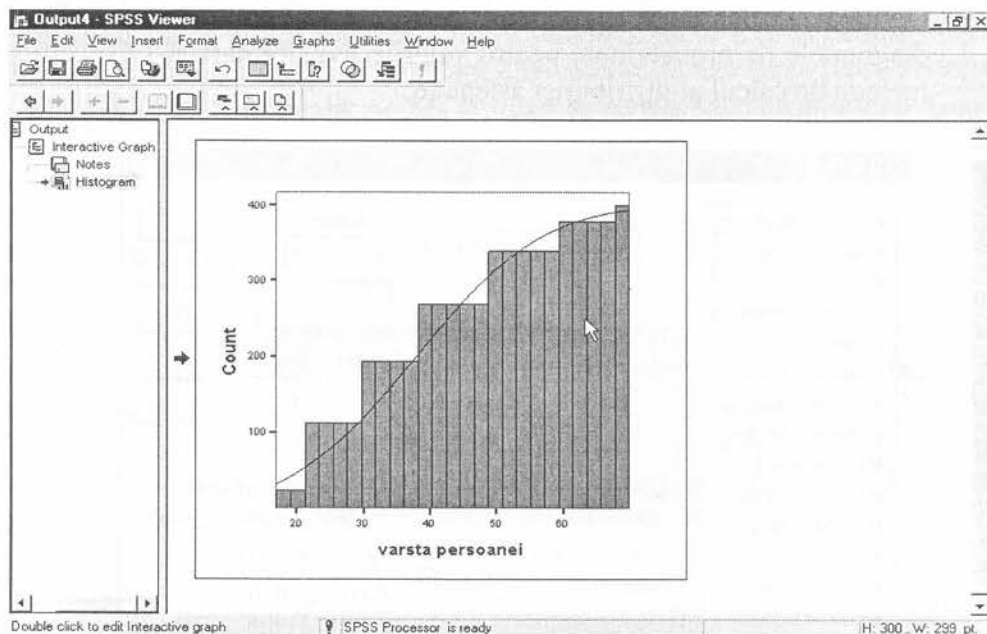 Output4 - SPSS Viewer
File Edit View Insert Format Analyze Graphs Utilities Window Help
Output
Interactive Graph
Notes
Histogram
400
300
200
100
Count
20 30 40 50 60
varsta persoanei
Double click to edit Interactive graph
SPSS Processor is ready
H: 300, W: 299 pt.